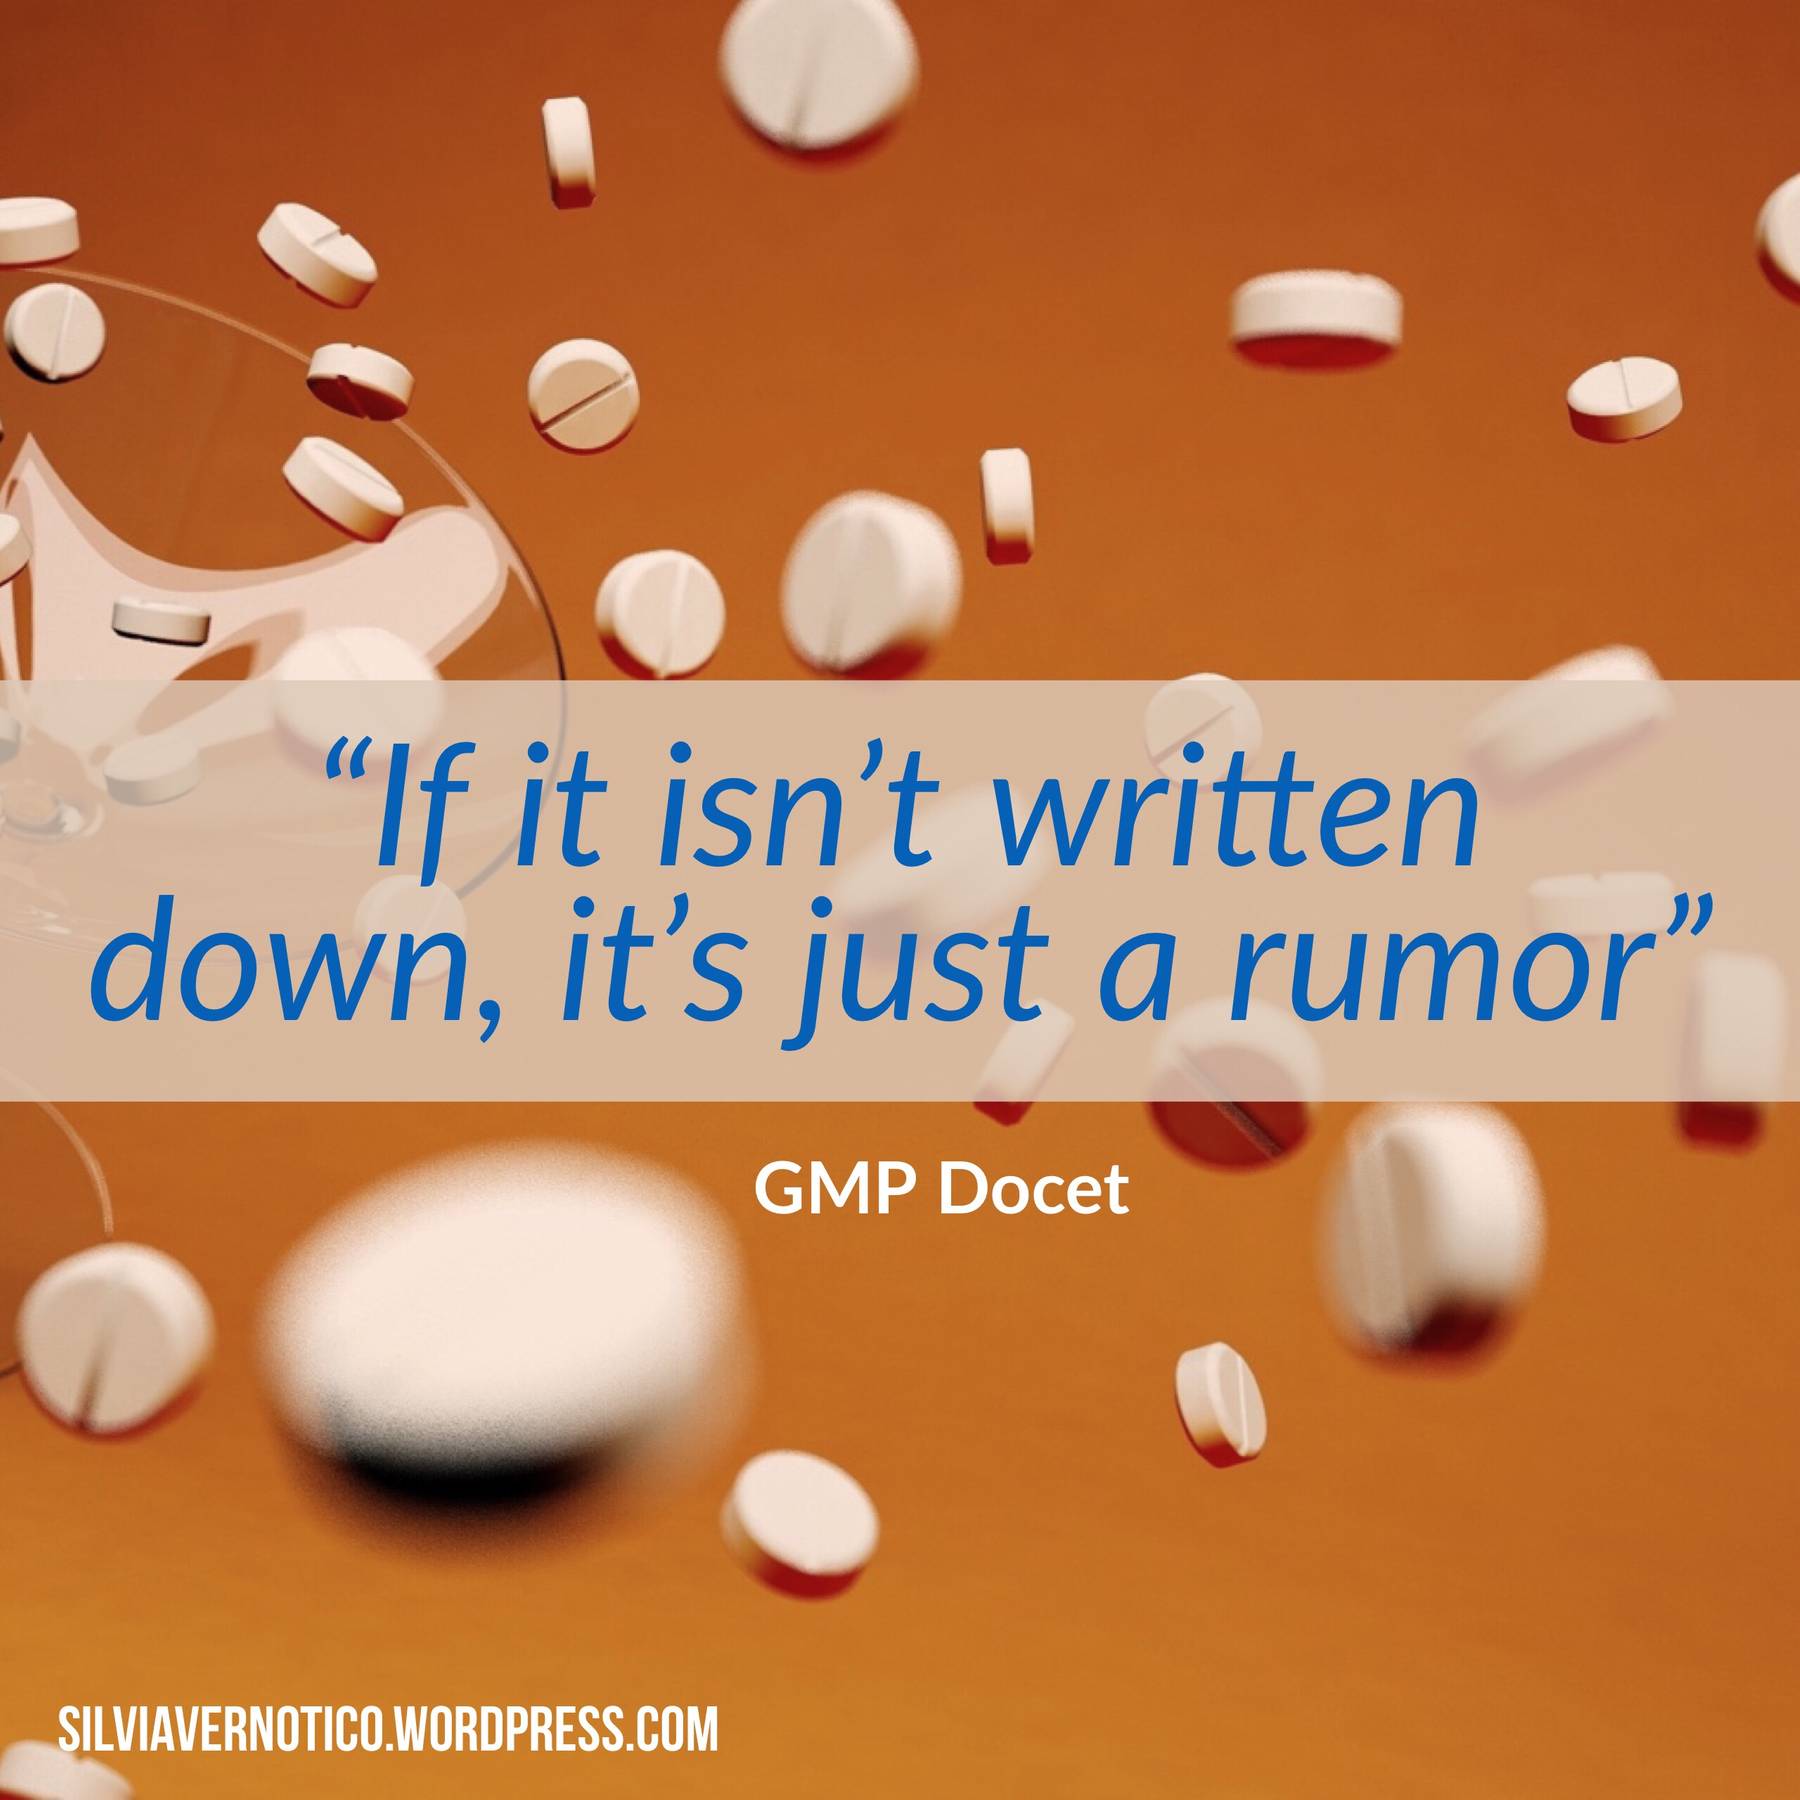 “If it isn’t written
down, it’s just a rumor”
GMP Docet
SILVIAVERNOTICO.WORDPRESS.COM